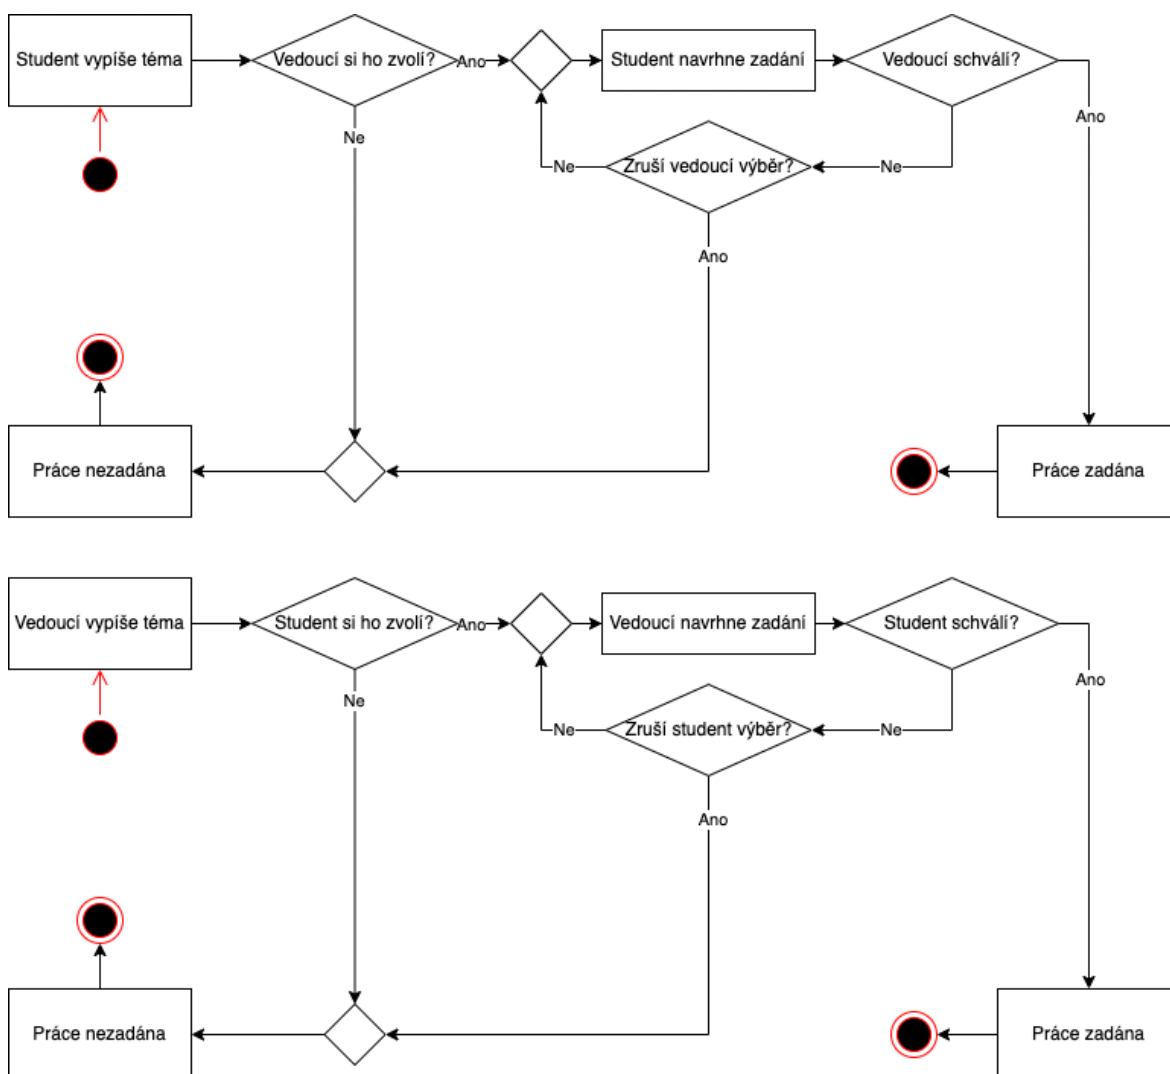 Student vypíše téma
Vedoucí si ho zvolí?
Ano
Student navrhne zadání
Vedoucí schválí?
Ano
Ne
Zruší vedoucí výběr?
Ne
Ne
Ano
Práce nezadána
Práce zadána
Vedoucí vypíše téma
Student si ho zvolí?
Ano
Vedoucí navrhne zadání
Student schválí?
Ano
Ne
Zruší student výběr?
Ne
Ne
Ano
Práce nezadána
Práce zadána